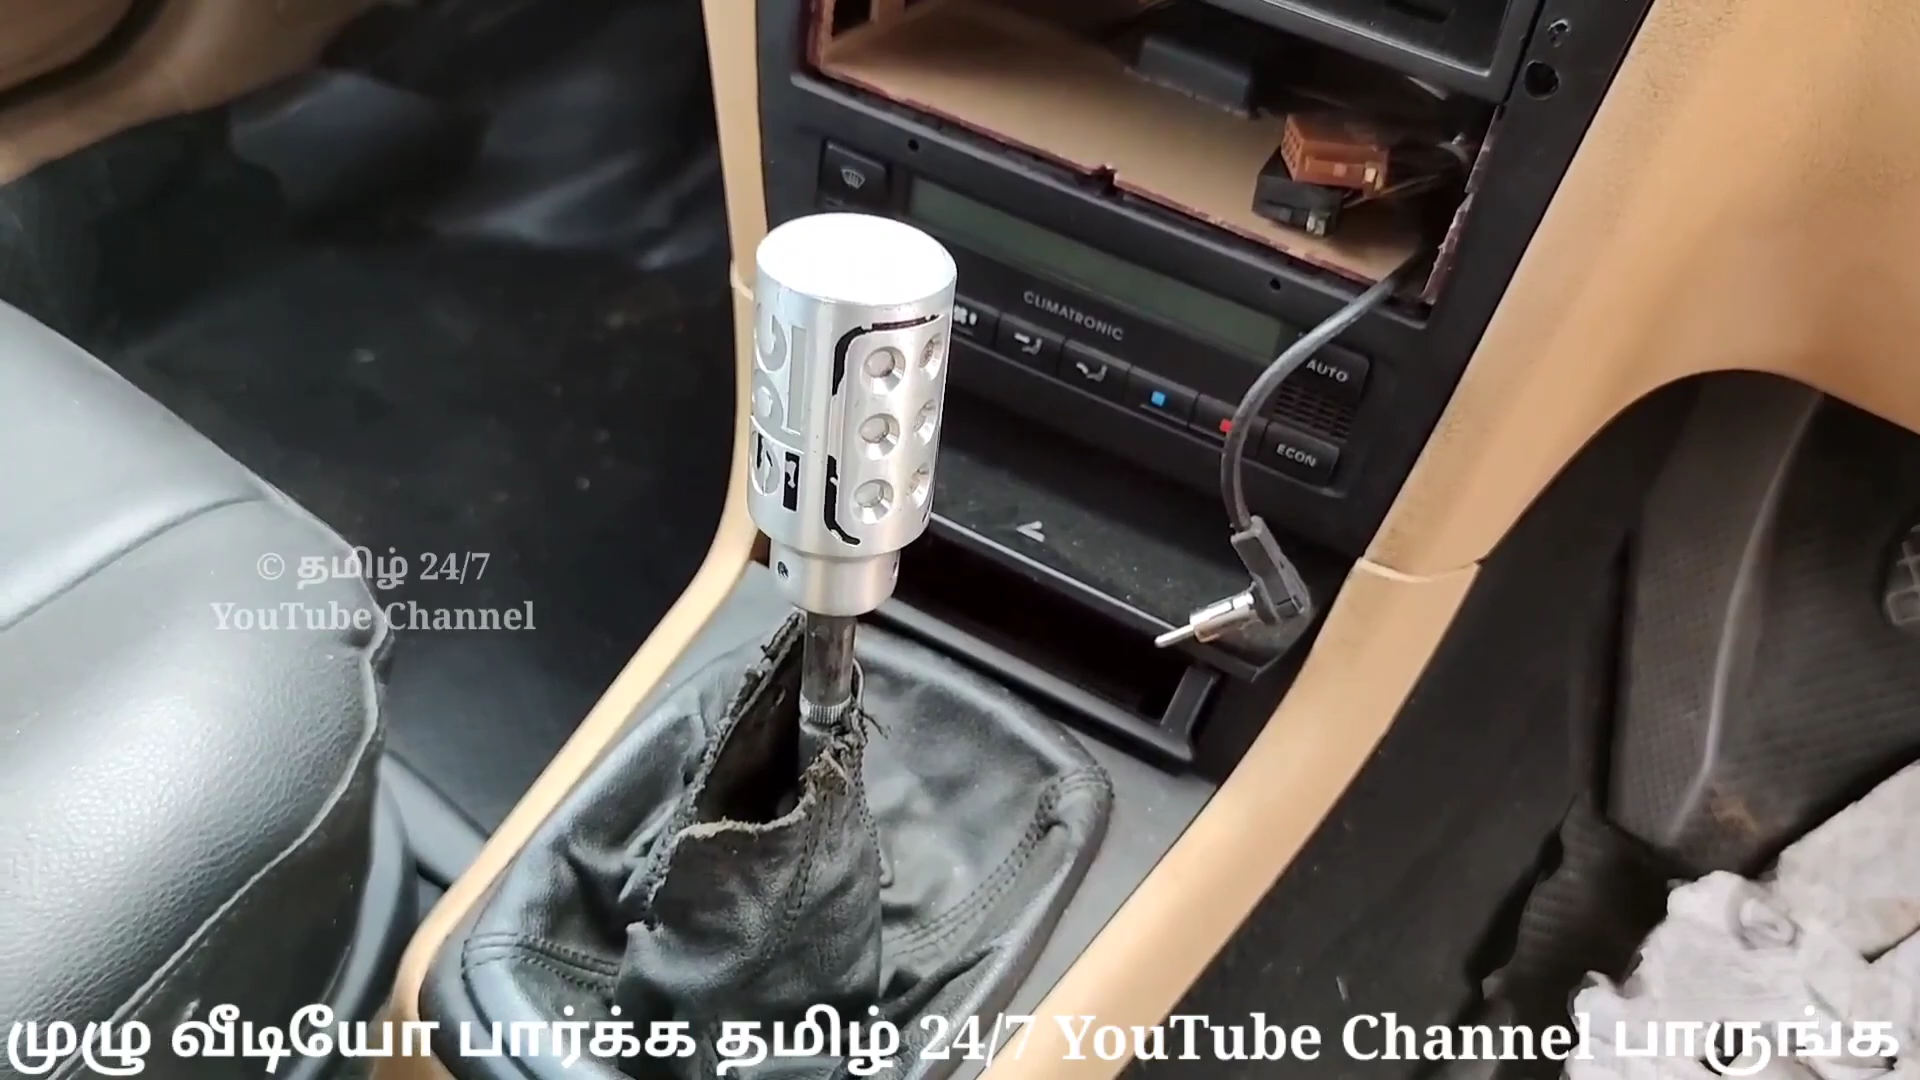 CLIMATRONIC
AUTO
ECON
© தமிழ் 24/7
YouTube Channel
முழு வீடியோ பார்க்க தமிழ் 24/7 YouTube Channel பாருங்க